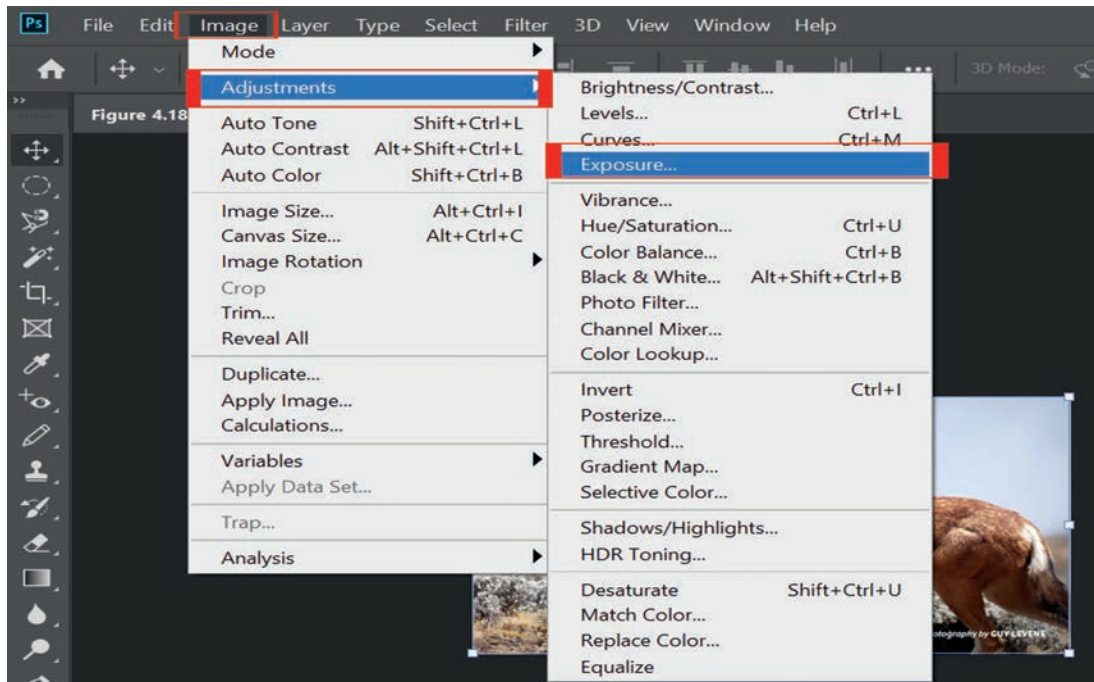 Ps File Edit Image Layer Type Select Filter 3D View Window Help
3D Mode:
Figure 4.18
Mode
Adjustments
Auto Tone Shift+Ctrl+L
Auto Contrast Alt+Shift+Ctrl+L
Auto Color Shift+Ctrl+B
Image Size... Alt+Ctrl+I
Canvas Size... Alt+Ctrl+C
Image Rotation
Crop
Trim...
Reveal All
Duplicate...
Apply Image...
Calculations...
Variables
Apply Data Set...
Trap...
Analysis
Brightness/Contrast...
Levels... Ctrl+L
Curves... Ctrl+M
Exposure...
Vibrance...
Hue/Saturation... Ctrl+U
Color Balance... Ctrl+B
Black & White... Alt+Shift+Ctrl+B
Photo Filter...
Channel Mixer...
Color Lookup...
Invert Ctrl+I
Posterize...
Threshold...
Gradient Map...
Selective Color...
Shadows/Highlights...
HDR Toning...
Desaturate Shift+Ctrl+U
Match Color...
Replace Color...
Equalize
otography by GUY LEVENE